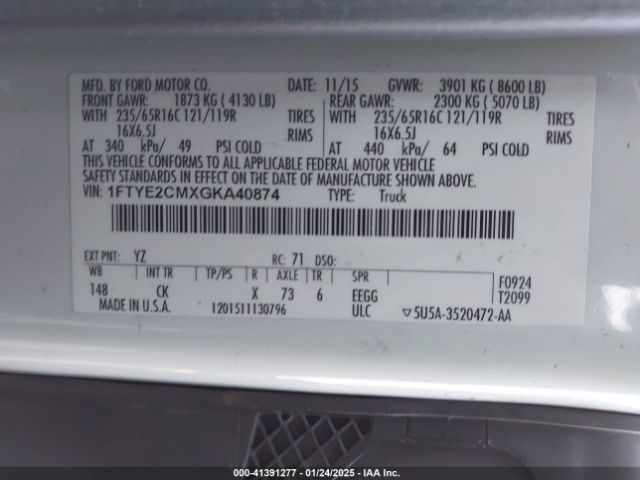 MFD. BY FORD MOTOR CO. DATE: 11/15 GVWR: 3901 KG ( 8600 LB)
FRONT GAWR: 1873 KG ( 4130 LB) REAR GAWR: 2300 KG ( 5070 LB)
WITH 235/65R16C 121/119R TIRES WITH 235/65R16C 121/119R TIRES
16X6.5J RIMS 16X6.5J RIMS
AT 340 kPa/ 49 PSI COLD AT 440 kPa/ 64 PSI COLD
THIS VEHICLE CONFORMS TO ALL APPLICABLE FEDERAL MOTOR VEHICLE
SAFETY STANDARDS IN EFFECT ON THE DATE OF MANUFACTURE SHOWN ABOVE.
VIN: 1FTYE2CMXGKA40874 TYPE: Truck
EXT PNT: YZ RC: 71 DSO:
WB INT TR TP/PS R AXLE TR SPR F0924
148 CK X 73 6 EEGG T2099
MADE IN U.S.A. 1201511130796 ULC ▽5U5A-3520472-AA
000-41391277 - 01/24/2025 - IAA Inc.